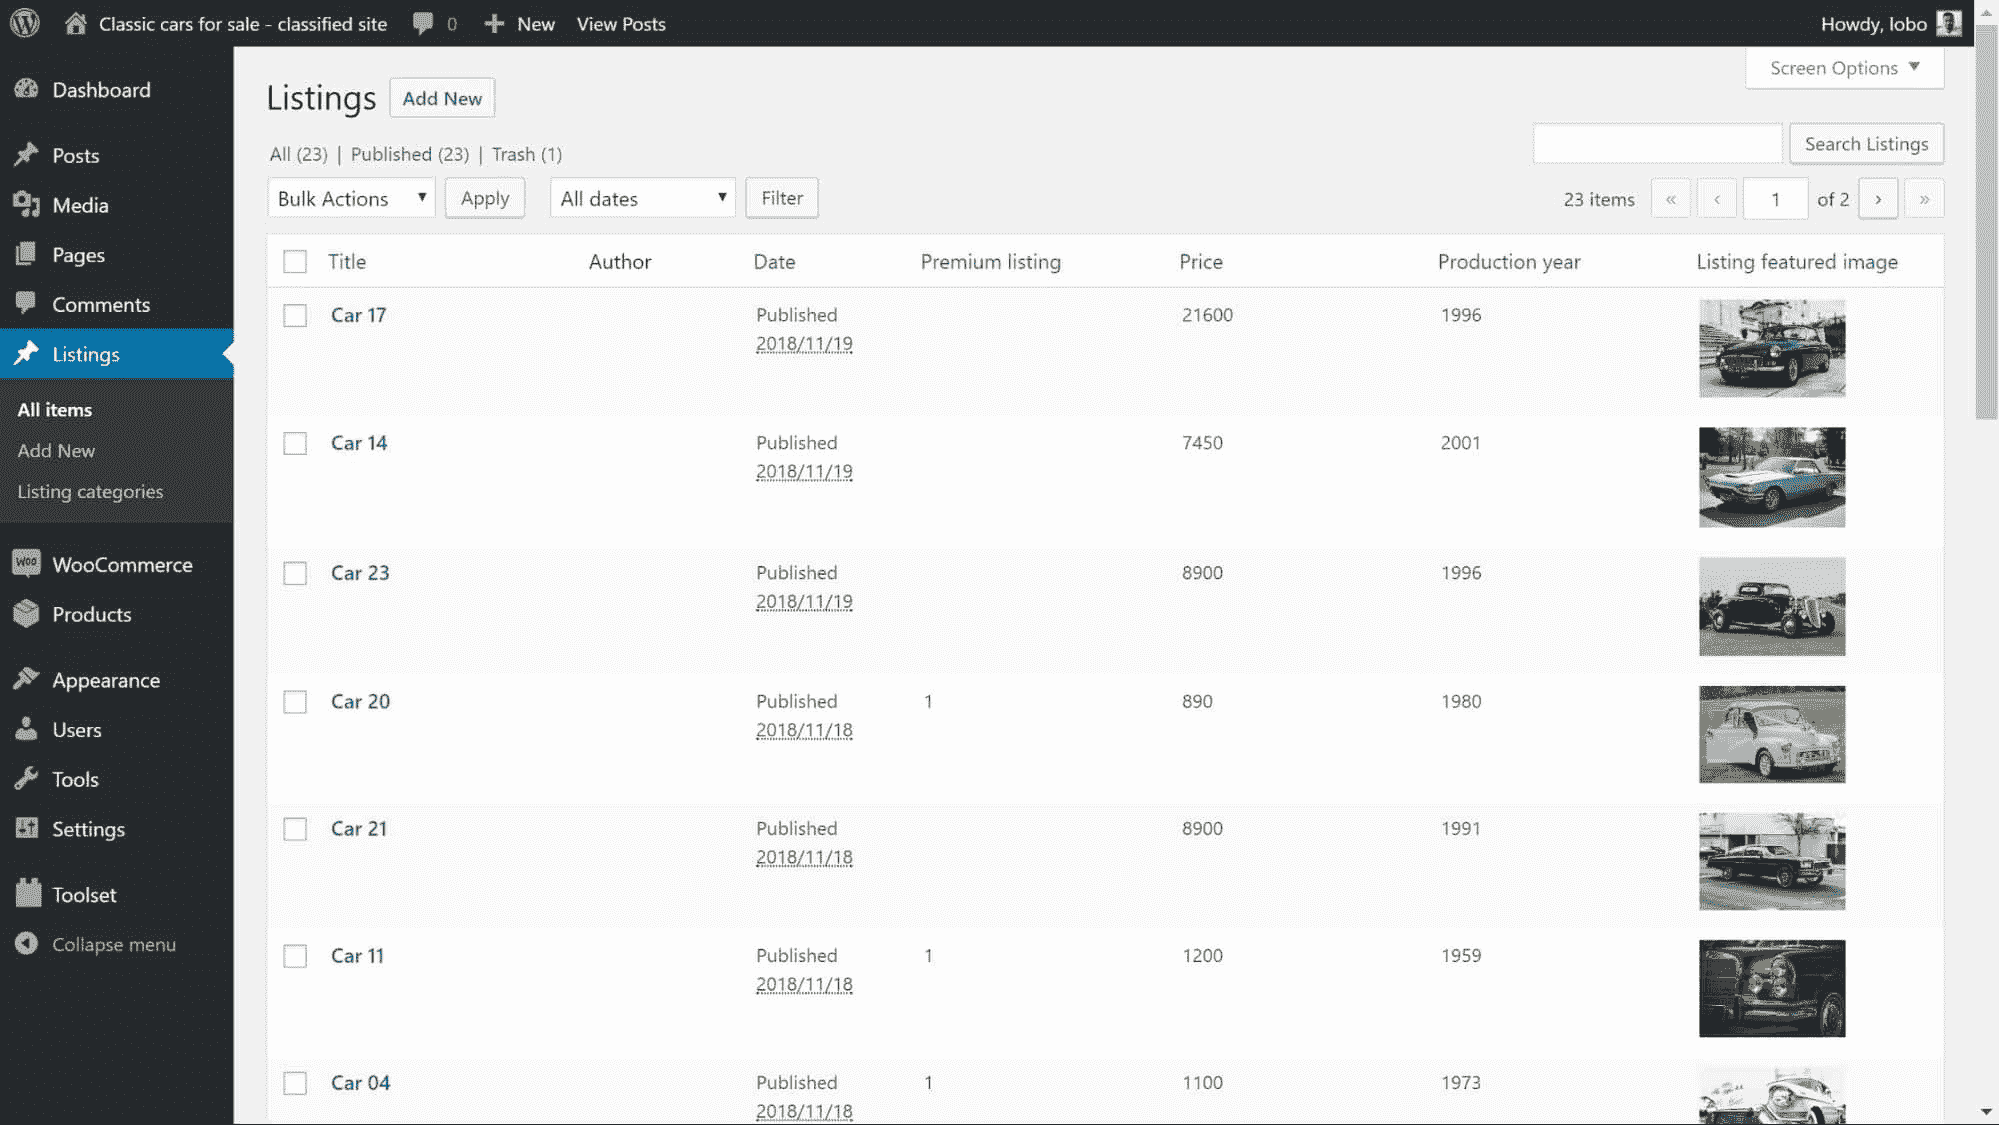 Classic cars for sale - classified site 0 New View Posts Howdy, lobo
Screen Options
Dashboard
Posts
Media
Pages
Comments
Listings
All items
Add New
Listing categories
WOO WooCommerce
Products
Appearance
Users
Tools
Settings
Toolset
Collapse menu
Listings Add New
All (23) | Published (23) | Trash (1)
Search Listings
Bulk Actions Apply All dates Filter 23 items « ‹ 1 of 2 › »
Title Author Date Premium listing Price Production year Listing featured image
Car 17 Published 21600 1996
2018/11/19
Car 14 Published 7450 2001
2018/11/19
Car 23 Published 8900 1996
2018/11/19
Car 20 Published 1 890 1980
2018/11/18
Car 21 Published 8900 1991
2018/11/18
Car 11 Published 1 1200 1959
2018/11/18
Car 04 Published 1 1100 1973
2018/11/18